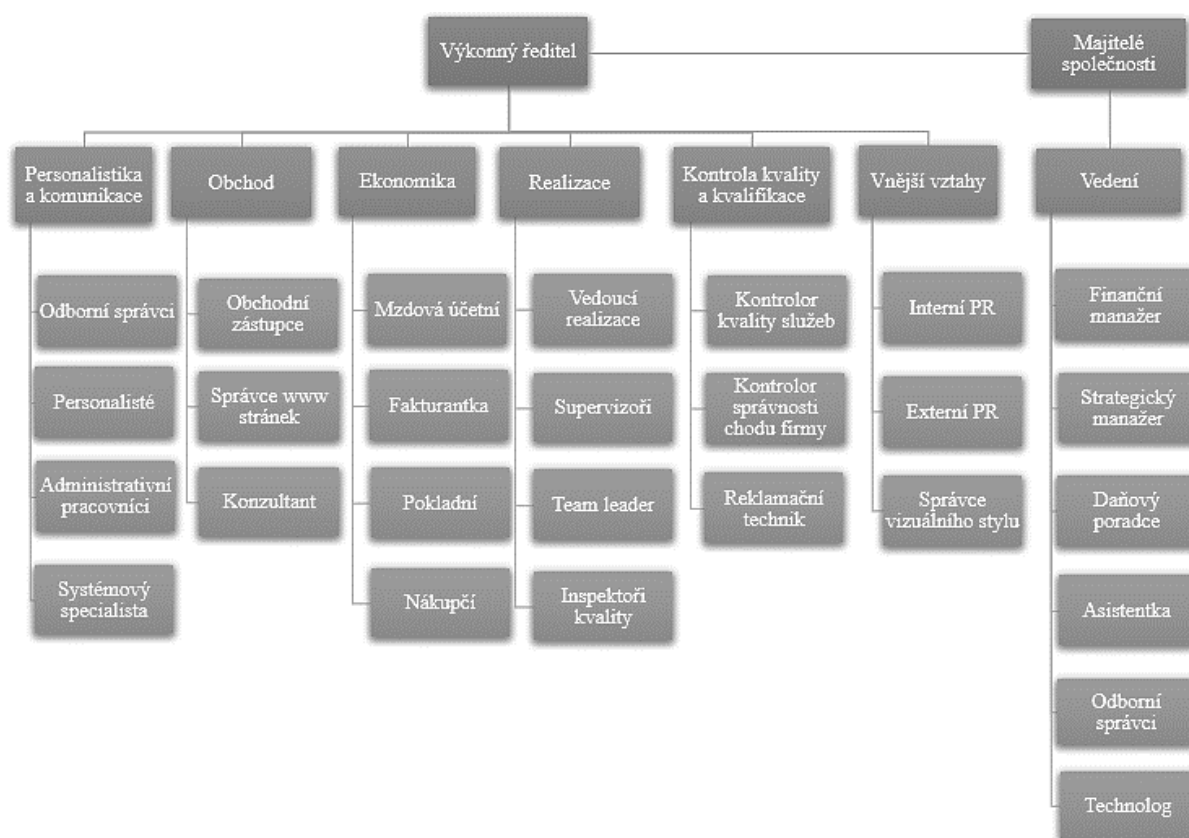 Výkonný ředitel
Majitelé
společnosti
Personalistika
a komunikace
Obchod
Ekonomika
Realizace
Kontrola kvality
a kvalifikace
Vnější vztahy
Vedení
Odborní správci
Personalisté
Administrativní
pracovníci
Systémový
specialista
Obchodní
zástupce
Správce www
stránek
Konzultant
Mzdová účetní
Fakturantka
Pokladní
Nákupčí
Vedoucí
realizace
Supervizoři
Team leader
Inspektoři
kvality
Kontrolor
kvality služeb
Kontrolor
správnosti
chodu firmy
Reklamační
technik
Interní PR
Externí PR
Správce
vizuálního stylu
Finanční
manažer
Strategický
manažer
Daňový
poradce
Asistentka
Odborní
správci
Technolog